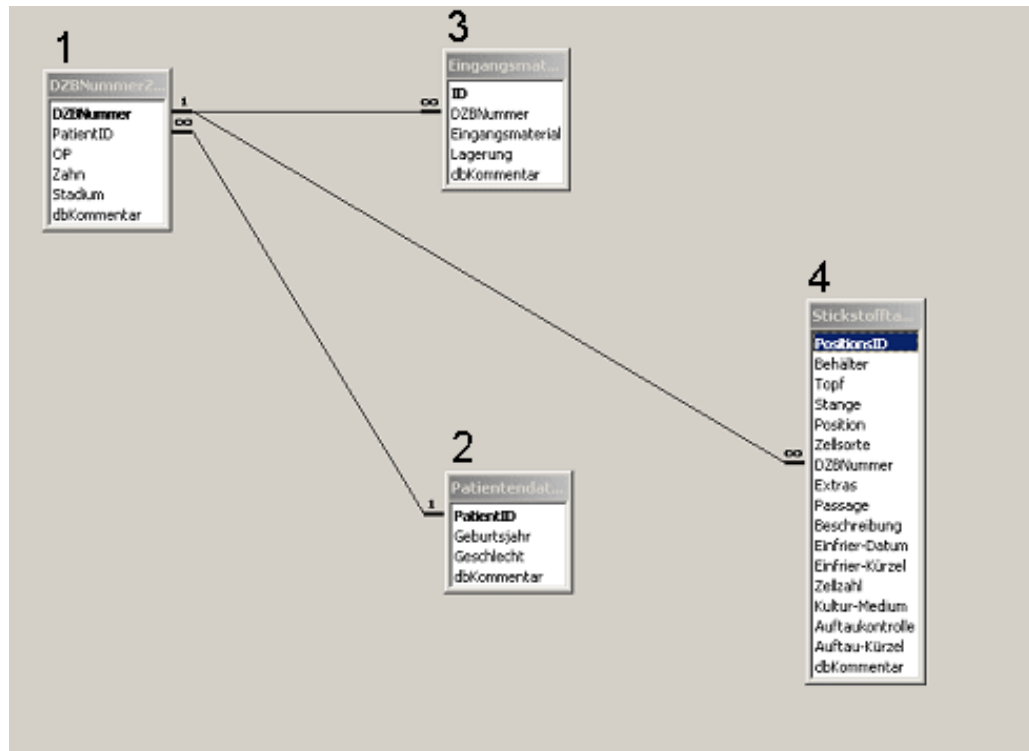 1
DZBNummerZ...
DZBNummer
PatientID
OP
Zahn
Stadium
dbKommentar
1
∞
3
Eingangsmat...
ID
DZBNummer
Eingangsmaterial
Lagerung
dbKommentar
∞
2
Patientendat...
PatientID
Geburtsjahr
Geschlecht
dbKommentar
1
4
Stickstoffta...
PositionsID
Behälter
Topf
Stange
Position
Zellsorte
DZBNummer
Extras
Passage
Beschreibung
Einfrier-Datum
Einfrier-Kürzel
Zellzahl
Kultur-Medium
Auftaukontrolle
Auftau-Kürzel
dbKommentar
∞